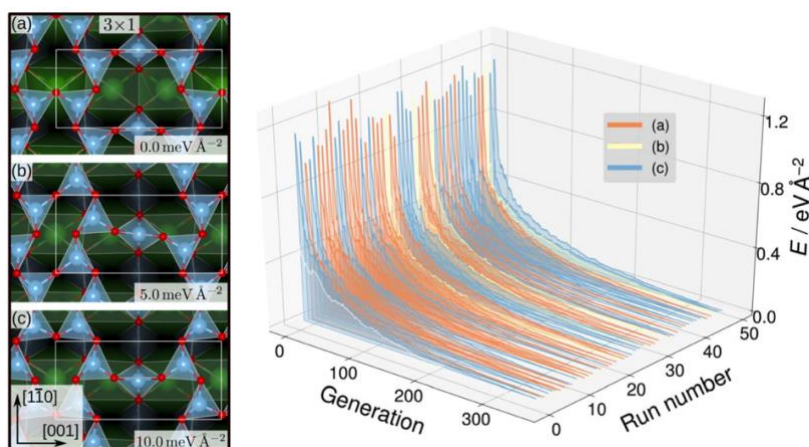 (a) 3×1
0.0 meV Å⁻²
(b)
5.0 meV Å⁻²
(c)
[11̄0]
[001]
10.0 meV Å⁻²
(a)
(b)
(c)
1.2
0.8
0.4
0.0
E / eV Å⁻²
0
100
200
300
Generation
0
10
20
30
40
50
Run number